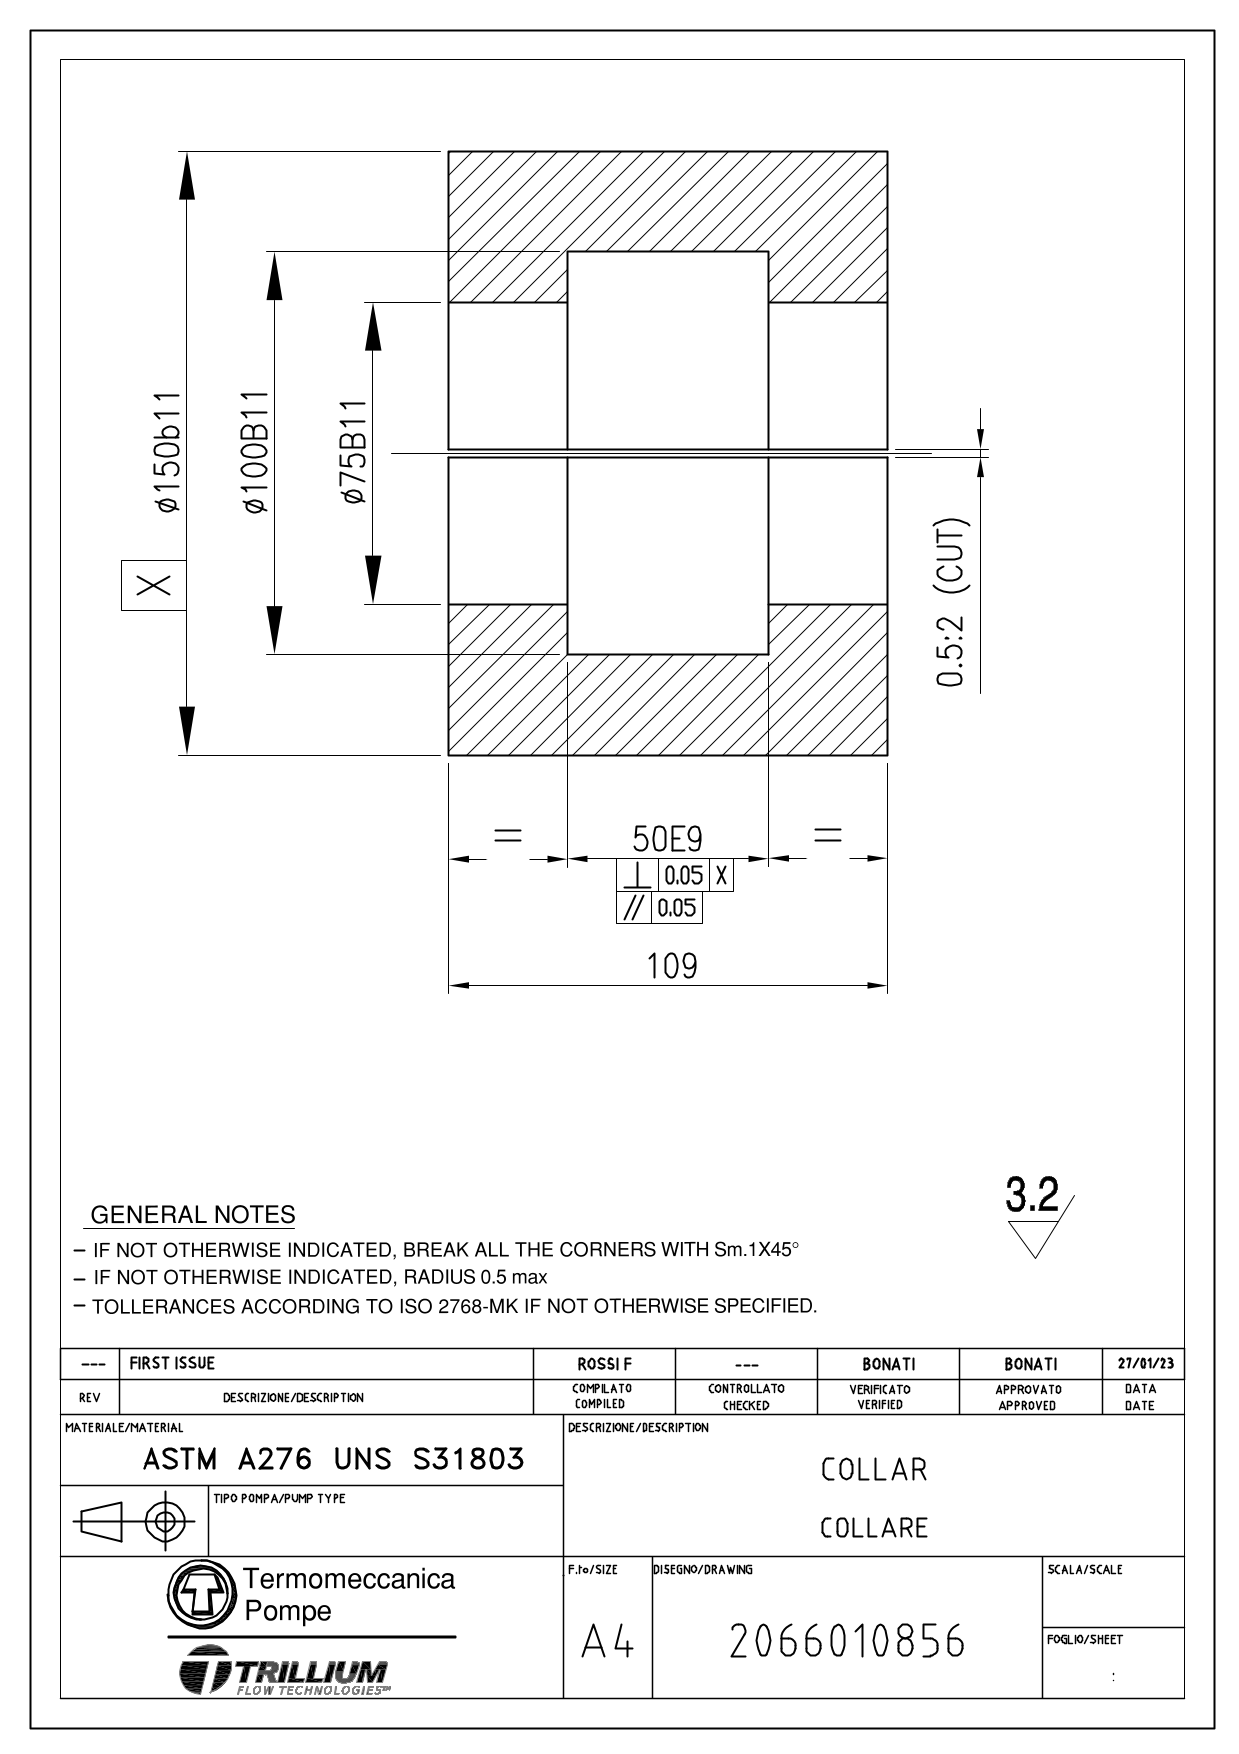 ø150b11
ø100B11
ø75B11
X
0.5:2 (CUT)
= 50E9 =
⊥ 0.05 X
// 0.05
109
3.2
GENERAL NOTES
– IF NOT OTHERWISE INDICATED, BREAK ALL THE CORNERS WITH Sm.1X45°
– IF NOT OTHERWISE INDICATED, RADIUS 0.5 max
– TOLLERANCES ACCORDING TO ISO 2768-MK IF NOT OTHERWISE SPECIFIED.
--- FIRST ISSUE ROSSI F --- BONATI BONATI 27/01/23
REV DESCRIZIONE/DESCRIPTION COMPILATO COMPILED CONTROLLATO CHECKED VERIFICATO VERIFIED APPROVATO APPROVED DATA DATE
MATERIALE/MATERIAL
ASTM A276 UNS S31803
DESCRIZIONE/DESCRIPTION
COLLAR
COLLARE
TIPO POMPA/PUMP TYPE
Termomeccanica
Pompe
TRILLIUM
FLOW TECHNOLOGIES™
F.to/SIZE
A4
DISEGNO/DRAWING
2066010856
SCALA/SCALE
FOGLIO/SHEET
: